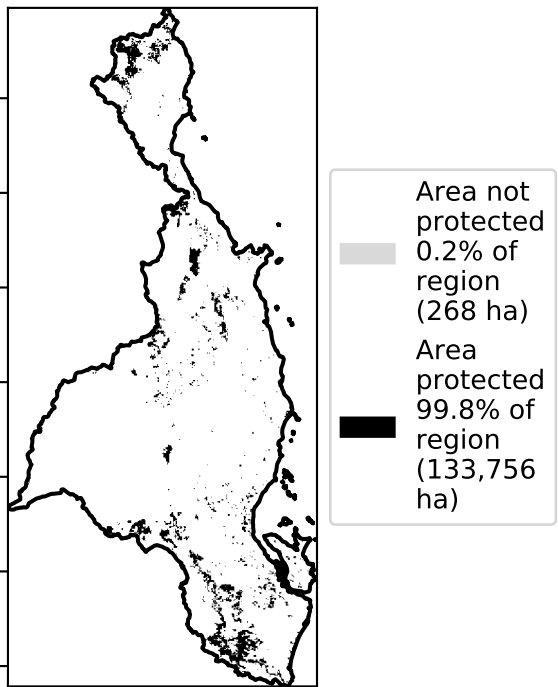 Area not
protected
0.2% of
region
(268 ha)
Area
protected
99.8% of
region
(133,756
ha)